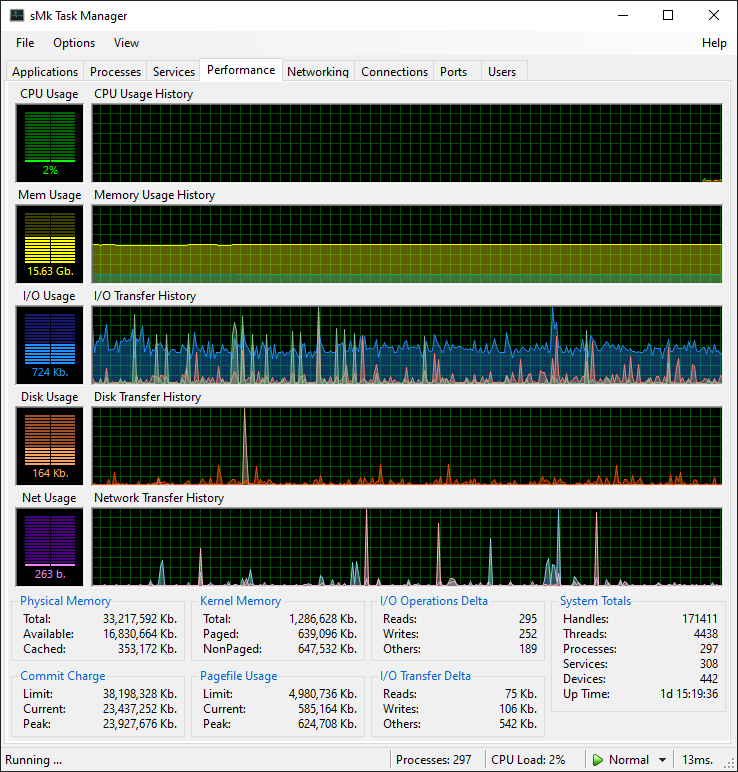 sMk Task Manager
File Options View Help
Applications Processes Services Performance Networking Connections Ports Users
CPU Usage CPU Usage History
2%
Mem Usage Memory Usage History
15.63 Gb.
I/O Usage I/O Transfer History
724 Kb.
Disk Usage Disk Transfer History
164 Kb.
Net Usage Network Transfer History
263 b.
Physical Memory
Total: 33,217,592 Kb.
Available: 16,830,664 Kb.
Cached: 353,172 Kb.
Kernel Memory
Total: 1,286,628 Kb.
Paged: 639,096 Kb.
NonPaged: 647,532 Kb.
I/O Operations Delta
Reads: 295
Writes: 252
Others: 189
System Totals
Handles: 171411
Threads: 4438
Processes: 297
Services: 308
Devices: 442
Up Time: 1d 15:19:36
Commit Charge
Limit: 38,198,328 Kb.
Current: 23,437,252 Kb.
Peak: 23,927,676 Kb.
Pagefile Usage
Limit: 4,980,736 Kb.
Current: 585,164 Kb.
Peak: 624,708 Kb.
I/O Transfer Delta
Reads: 75 Kb.
Writes: 106 Kb.
Others: 542 Kb.
Running ... Processes: 297 CPU Load: 2% Normal 13ms.